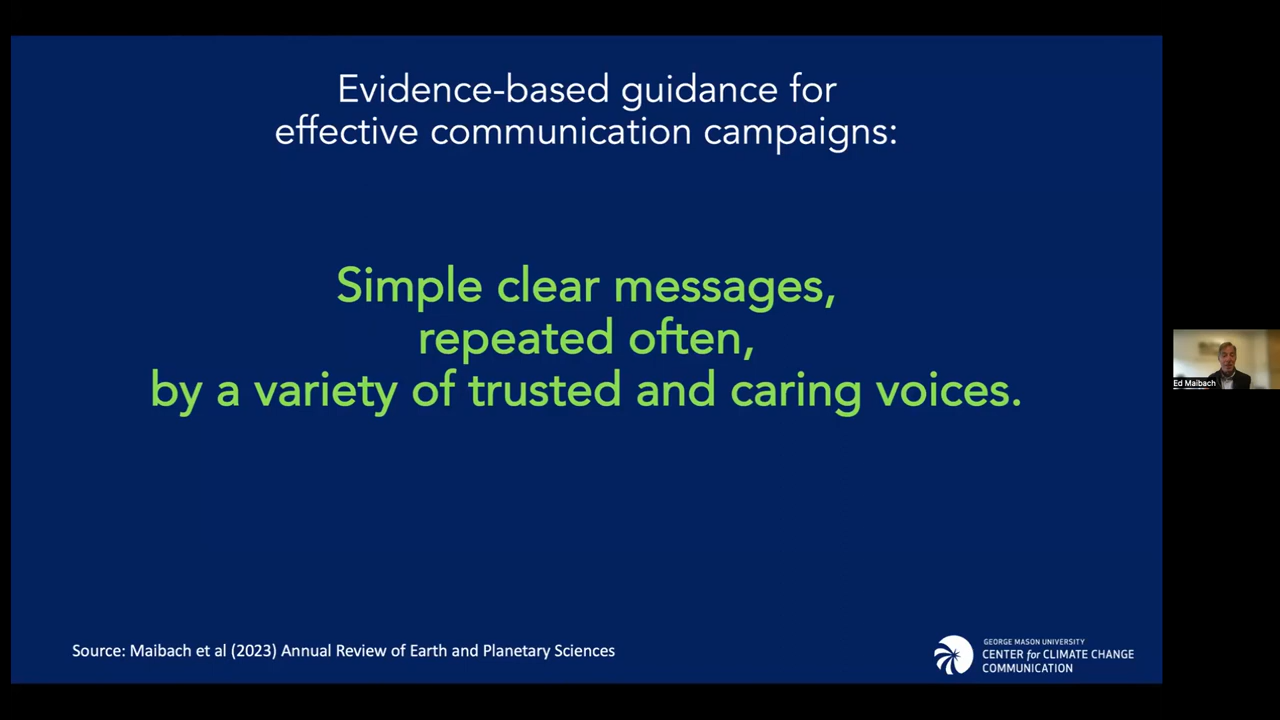 Evidence-based guidance for
effective communication campaigns:
Simple clear messages,
repeated often,
by a variety of trusted and caring voices.
Ed Maibach
Source: Maibach et al (2023) Annual Review of Earth and Planetary Sciences
GEORGE MASON UNIVERSITY
CENTER for CLIMATE CHANGE
COMMUNICATION